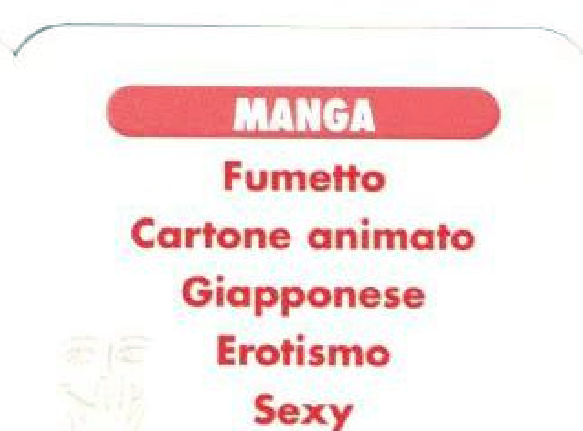 MANGA
Fumetto
Cartone animato
Giapponese
Erotismo
Sexy